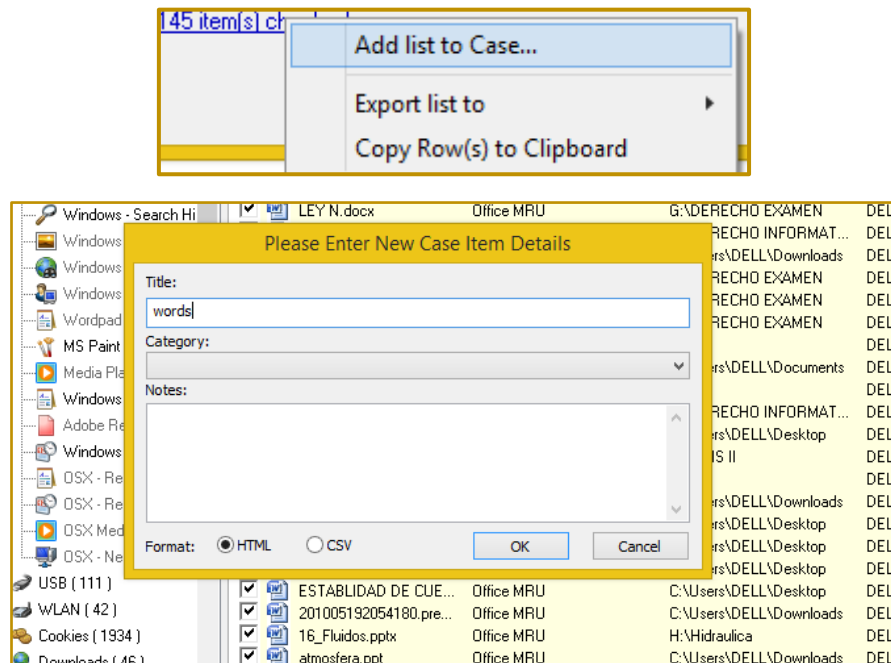 145 item(s) ch
Add list to Case...
Export list to
Copy Row(s) to Clipboard
Windows - Search Hi LEY N.docx Office MRU G:\DERECHO EXAMEN DEL
Windows Please Enter New Case Item Details RECHO INFORMAT... DEL
Windows rs\DELL\Downloads DEL
Windows Title: RECHO EXAMEN DEL
words RECHO EXAMEN DEL
Wordpad RECHO EXAMEN DEL
MS Paint Category: DEL
Media Pla rs\DELL\Documents DEL
Windows Notes: DEL
Adobe Re RECHO INFORMAT... DEL
Windows rs\DELL\Desktop DEL
IS II DEL
OSX - Re DEL
OSX - Re rs\DELL\Downloads DEL
OSX Med rs\DELL\Desktop DEL
OSX - Ne Format: HTML CSV OK Cancel rs\DELL\Desktop DEL
rs\DELL\Desktop DEL
USB ( 111 ) ESTABLIDAD DE CUE... Office MRU C:\Users\DELL\Desktop DEL
WLAN ( 42 ) 201005192054180.pre... Office MRU C:\Users\DELL\Downloads DEL
Cookies ( 1934 ) 16_Fluidos.pptx Office MRU H:\Hidraulica DEL
Downloads ( 46 ) atmosfera.ppt Office MRU C:\Users\DELL\Downloads DEL